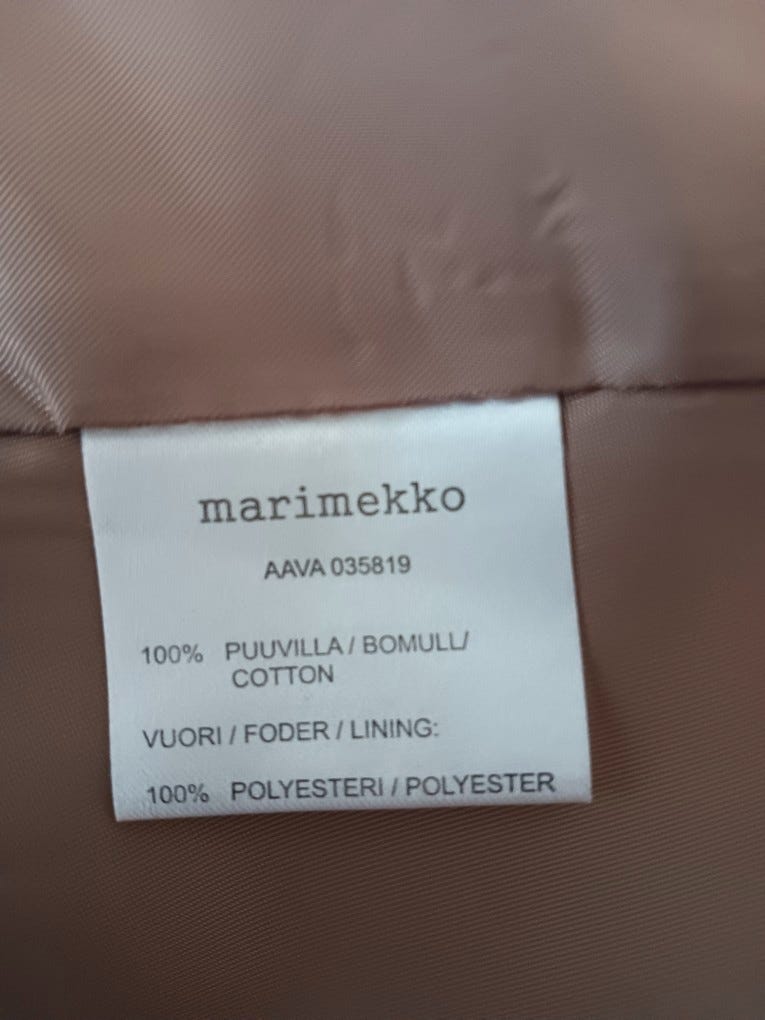 marimekko
AAVA 035819
100% PUUVILLA / BOMULL/
COTTON
VUORI / FODER / LINING:
100% POLYESTERI / POLYESTER